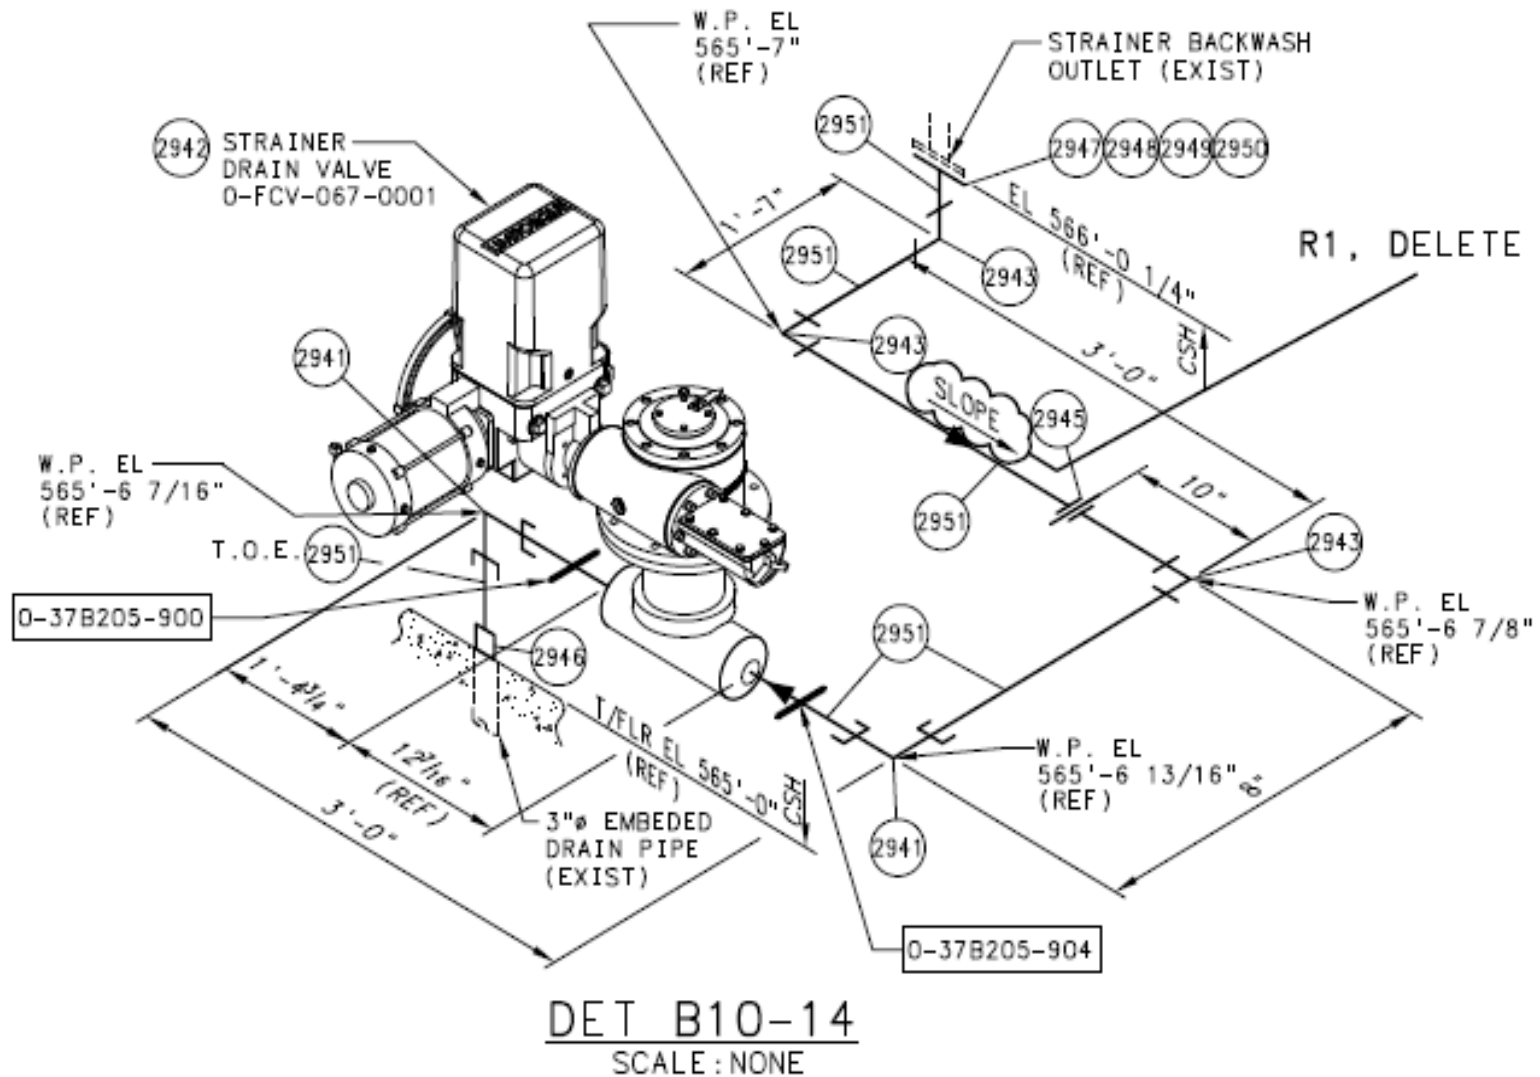 W.P. EL
565'-7"
(REF)
STRAINER BACKWASH
OUTLET (EXIST)
2942
STRAINER
DRAIN VALVE
0-FCV-067-0001
2951
2947 2948 2949 2950
1'-7"
EL 566'-0 1/4"
(REF)
R1, DELETE
2951
2943
2941
2943
3'-0"
CSH
SLOPE
2945
W.P. EL
565'-6 7/16"
(REF)
10"
2951
2943
T.O.E. 2951
0-37B205-900
W.P. EL
565'-6 7/8"
(REF)
2951
2946
1'-4 3/4"
T/FLR EL 565'-0"
(REF)
12 7/16"
(REF)
3'-0"
CSH
W.P. EL
565'-6 13/16"
(REF)
8"
3"ø EMBEDED
DRAIN PIPE
(EXIST)
2941
0-37B205-904
DET B10-14
SCALE:NONE